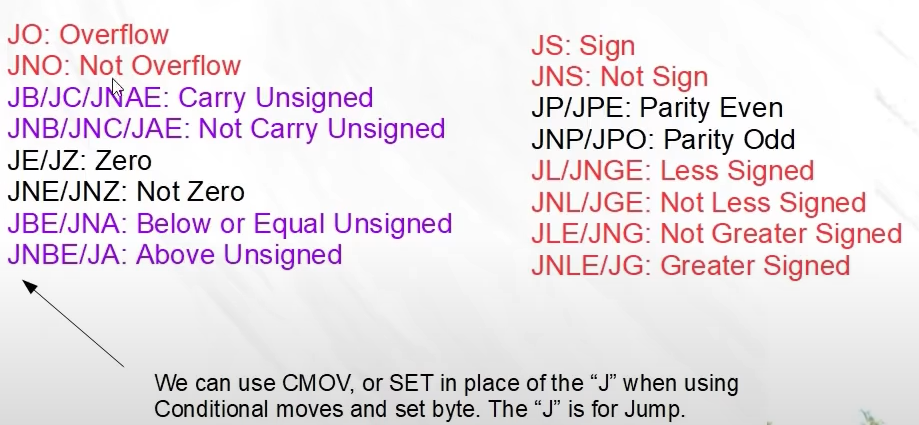 JO: Overflow
JNO: Not Overflow
JB/JC/JNAE: Carry Unsigned
JNB/JNC/JAE: Not Carry Unsigned
JE/JZ: Zero
JNE/JNZ: Not Zero
JBE/JNA: Below or Equal Unsigned
JNBE/JA: Above Unsigned
JS: Sign
JNS: Not Sign
JP/JPE: Parity Even
JNP/JPO: Parity Odd
JL/JNGE: Less Signed
JNL/JGE: Not Less Signed
JLE/JNG: Not Greater Signed
JNLE/JG: Greater Signed
We can use CMOV, or SET in place of the “J” when using
Conditional moves and set byte. The “J” is for Jump.